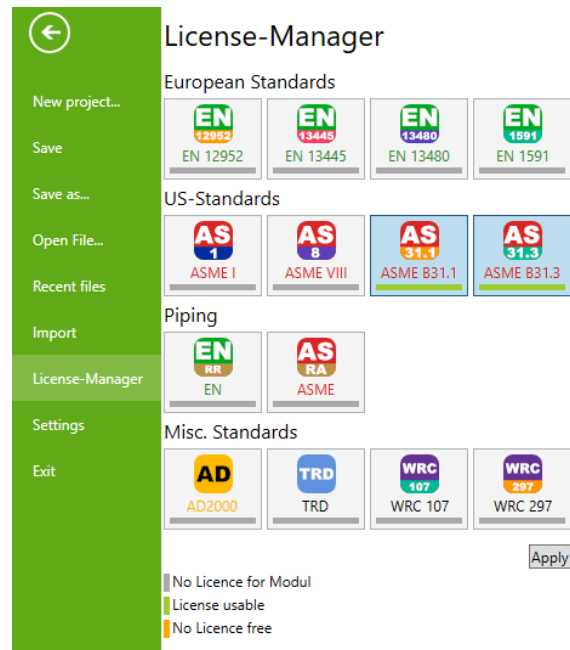 License-Manager
New project...
Save
Save as...
Open File...
Recent files
Import
License-Manager
Settings
Exit
European Standards
EN 12952
EN 12952
EN 13445
EN 13445
EN 13480
EN 13480
EN 1591
EN 1591
US-Standards
AS 1
ASME I
AS 8
ASME VIII
AS 31.1
ASME B31.1
AS 31.3
ASME B31.3
Piping
EN RR
EN
AS RA
ASME
Misc. Standards
AD
AD2000
TRD
TRD
WRC 107
WRC 107
WRC 297
WRC 297
Apply
No Licence for Modul
License usable
No Licence free